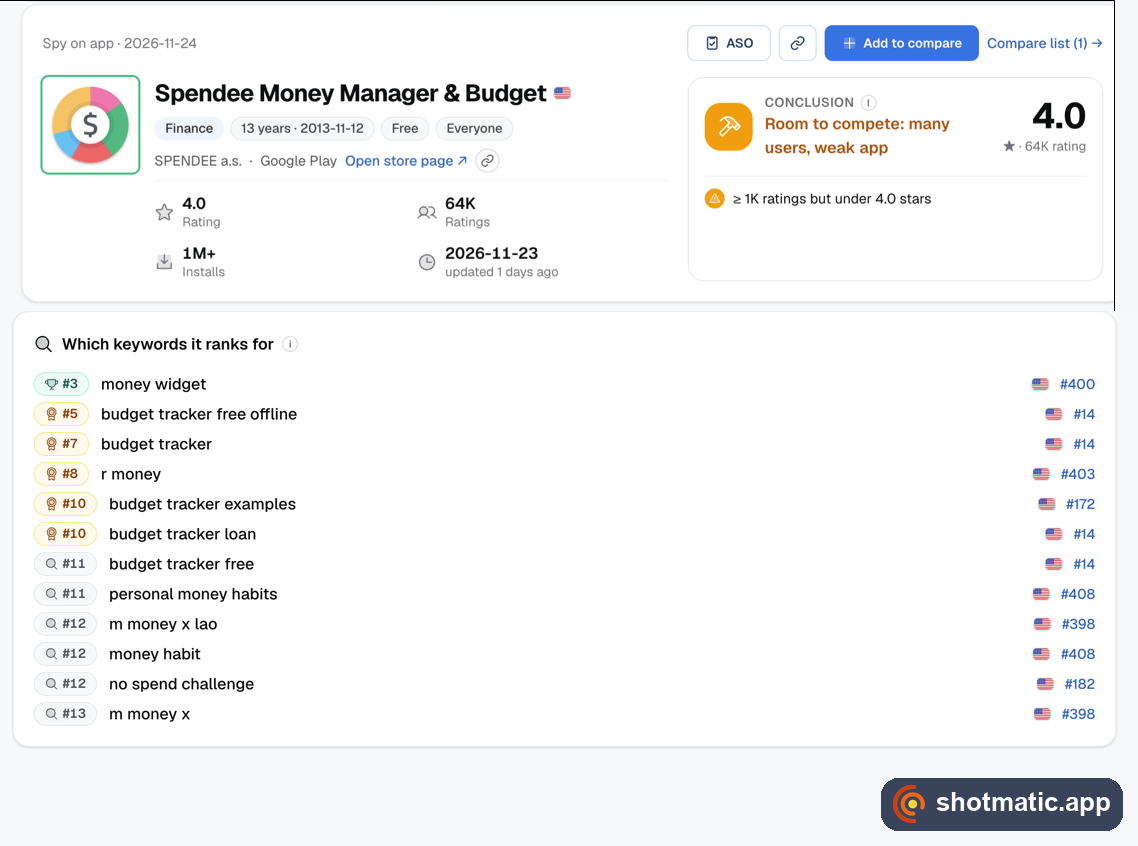 Spy on app · 2026-11-24
ASO
Add to compare
Compare list (1) →
$
Spendee Money Manager & Budget
Finance
13 years · 2013-11-12
Free
Everyone
SPENDEE a.s. · Google Play Open store page ↗
4.0
Rating
64K
Ratings
1M+
Installs
2026-11-23
updated 1 days ago
CONCLUSION i
Room to compete: many
users, weak app
4.0
★ · 64K rating
≥ 1K ratings but under 4.0 stars
Which keywords it ranks for i
#3 money widget #400
#5 budget tracker free offline #14
#7 budget tracker #14
#8 r money #403
#10 budget tracker examples #172
#10 budget tracker loan #14
#11 budget tracker free #14
#11 personal money habits #408
#12 m money x lao #398
#12 money habit #408
#12 no spend challenge #182
#13 m money x #398
shotmatic.app